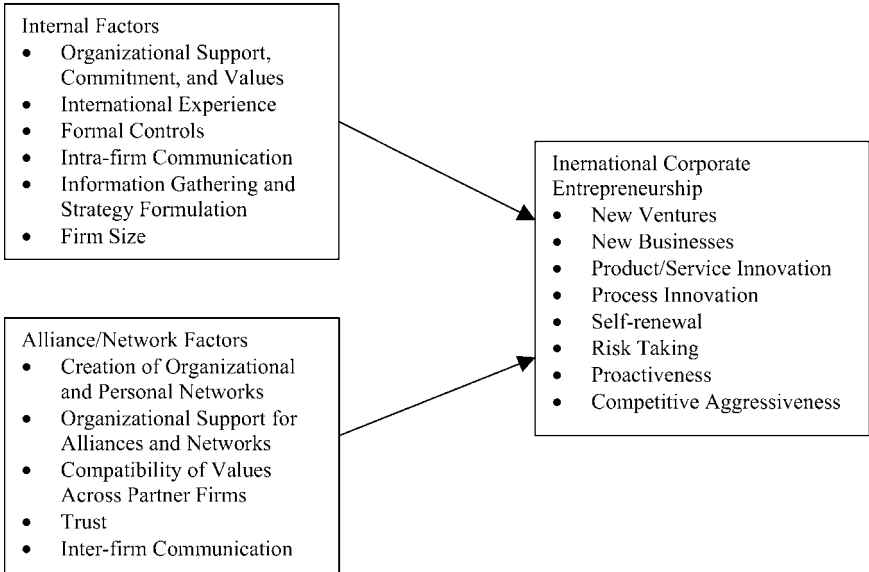 Internal Factors
• Organizational Support,
Commitment, and Values
• International Experience
• Formal Controls
• Intra-firm Communication
• Information Gathering and
Strategy Formulation
• Firm Size
Alliance/Network Factors
• Creation of Organizational
and Personal Networks
• Organizational Support for
Alliances and Networks
• Compatibility of Values
Across Partner Firms
• Trust
• Inter-firm Communication
Inernational Corporate
Entrepreneurship
• New Ventures
• New Businesses
• Product/Service Innovation
• Process Innovation
• Self-renewal
• Risk Taking
• Proactiveness
• Competitive Aggressiveness